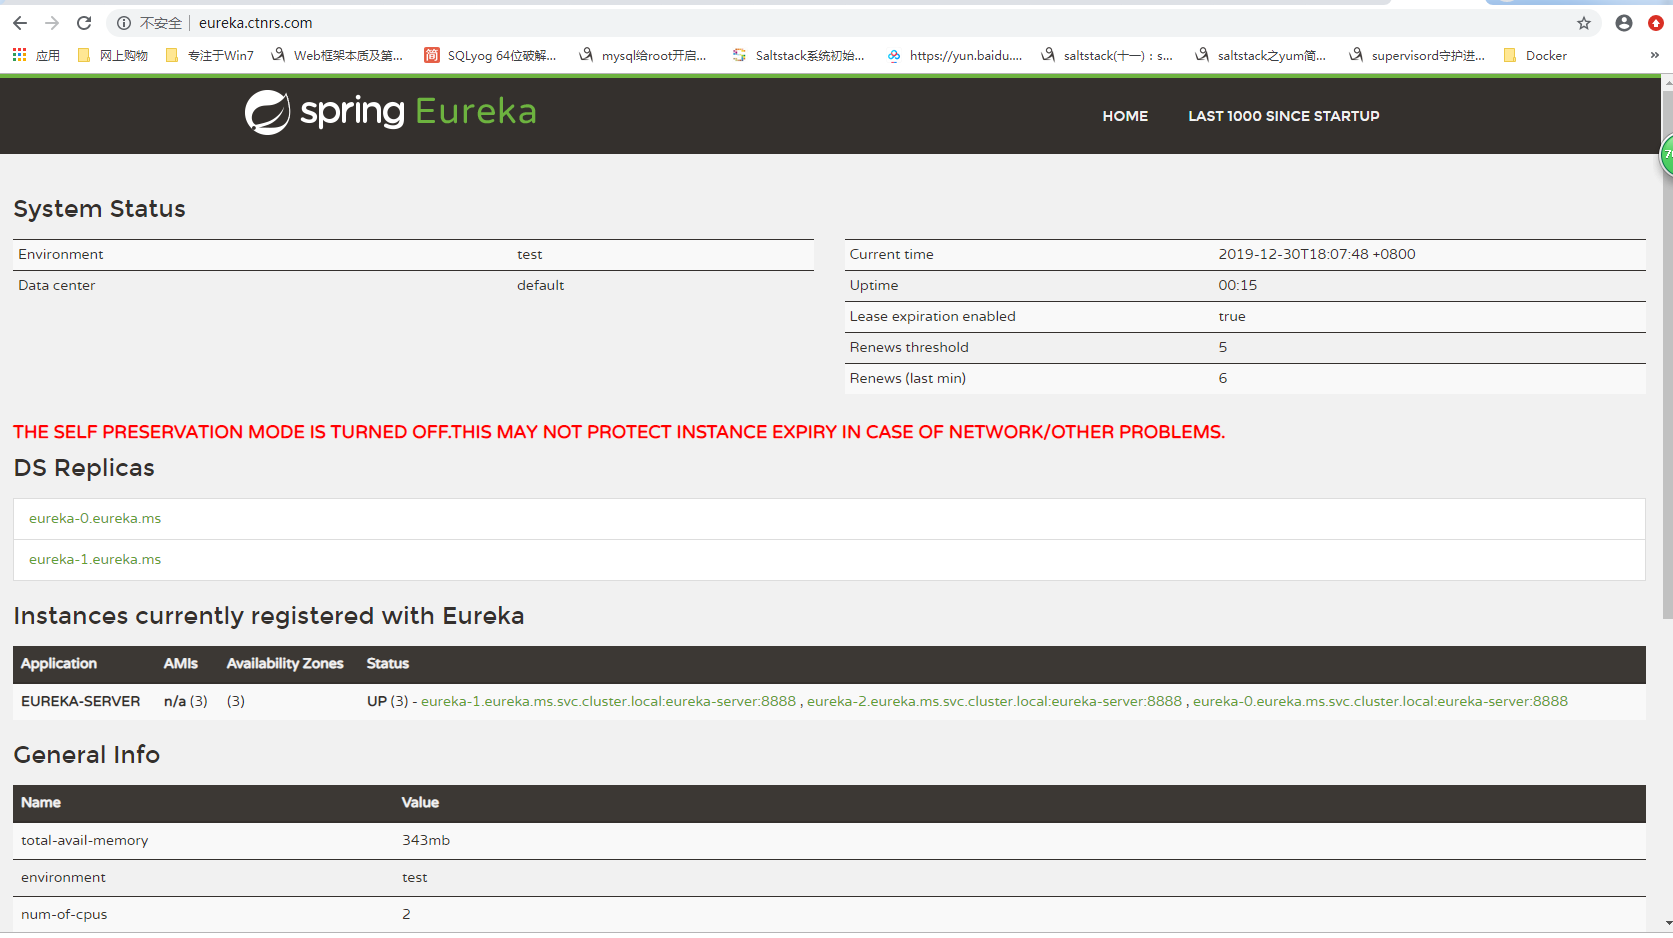 不安全 eureka.ctnrs.com
应用 网上购物 专注于Win7 Web框架本质及第... 简 SQLyog 64位破解... mysql给root开启... Saltstack系统初始... https://yun.baidu.... saltstack(十一)：s... saltstack之yum简... supervisord守护进... Docker »
spring Eureka HOME LAST 1000 SINCE STARTUP
System Status
Environment test
Data center default
Current time 2019-12-30T18:07:48 +0800
Uptime 00:15
Lease expiration enabled true
Renews threshold 5
Renews (last min) 6
THE SELF PRESERVATION MODE IS TURNED OFF.THIS MAY NOT PROTECT INSTANCE EXPIRY IN CASE OF NETWORK/OTHER PROBLEMS.
DS Replicas
eureka-0.eureka.ms
eureka-1.eureka.ms
Instances currently registered with Eureka
Application AMIs Availability Zones Status
EUREKA-SERVER n/a (3) (3) UP (3) - eureka-1.eureka.ms.svc.cluster.local:eureka-server:8888 , eureka-2.eureka.ms.svc.cluster.local:eureka-server:8888 , eureka-0.eureka.ms.svc.cluster.local:eureka-server:8888
General Info
Name Value
total-avail-memory 343mb
environment test
num-of-cpus 2